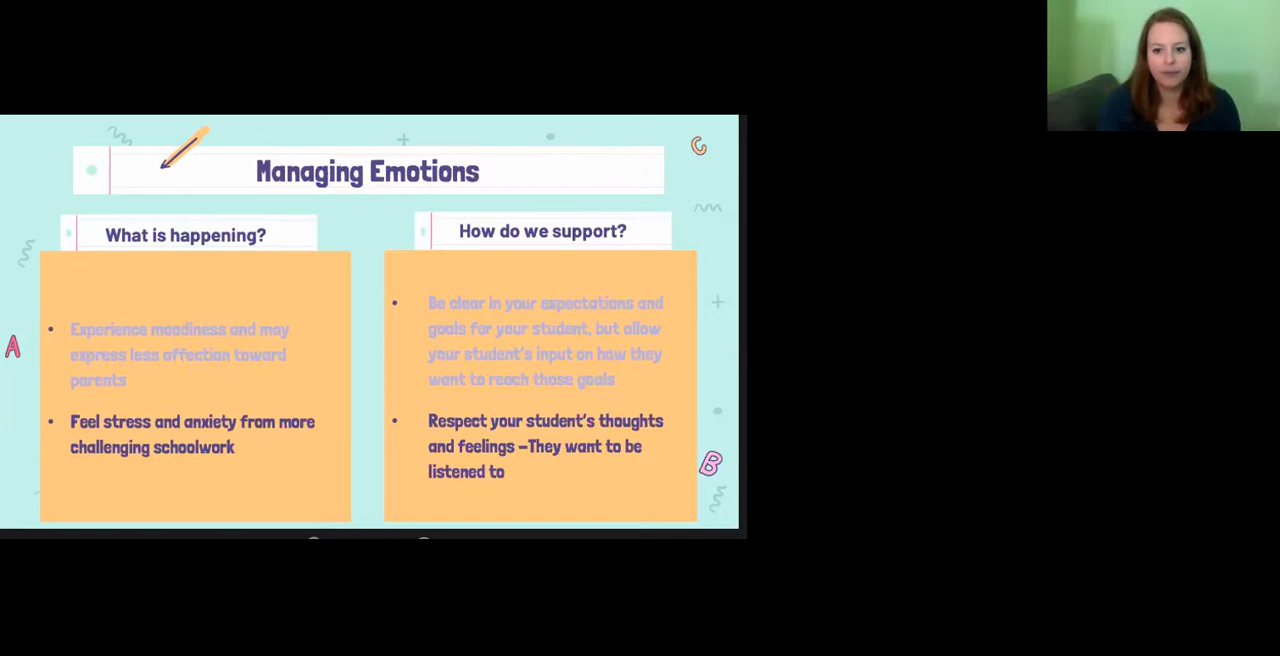 Managing Emotions
What is happening?
Experience moodiness and may
express less affection toward
parents
Feel stress and anxiety from more
challenging schoolwork
How do we support?
Be clear in your expectations and
goals for your student, but allow
your student's input on how they
want to reach those goals
Respect your student's thoughts
and feelings –They want to be
listened to
A
B
C